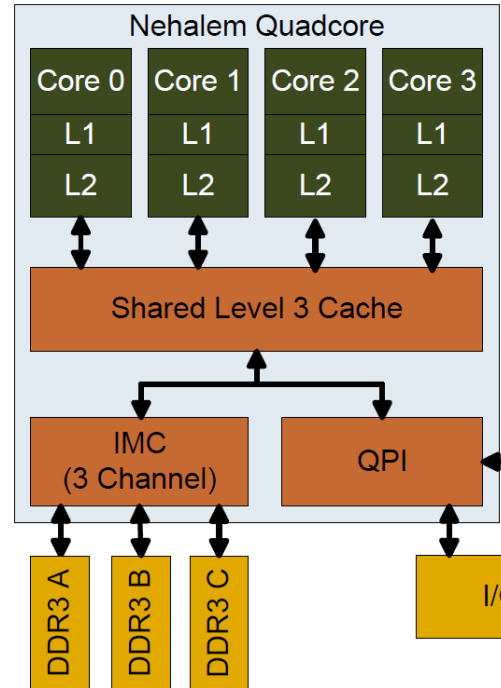 Nehalem Quadcore
Core 0 Core 1 Core 2 Core 3
L1 L1 L1 L1
L2 L2 L2 L2
Shared Level 3 Cache
IMC
(3 Channel)
QPI
DDR3 A
DDR3 B
DDR3 C